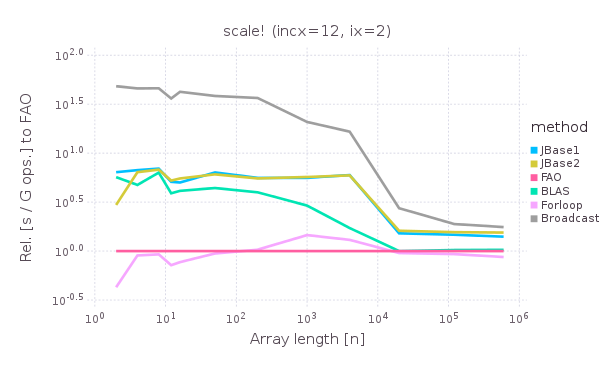 scale! (incx=12, ix=2)
Rel. [s / G ops.] to FAO
10^2.0
10^1.5
10^1.0
10^0.5
10^0.0
10^-0.5
10^0 10^1 10^2 10^3 10^4 10^5 10^6
Array length [n]
method
JBase1
JBase2
FAO
BLAS
Forloop
Broadcast